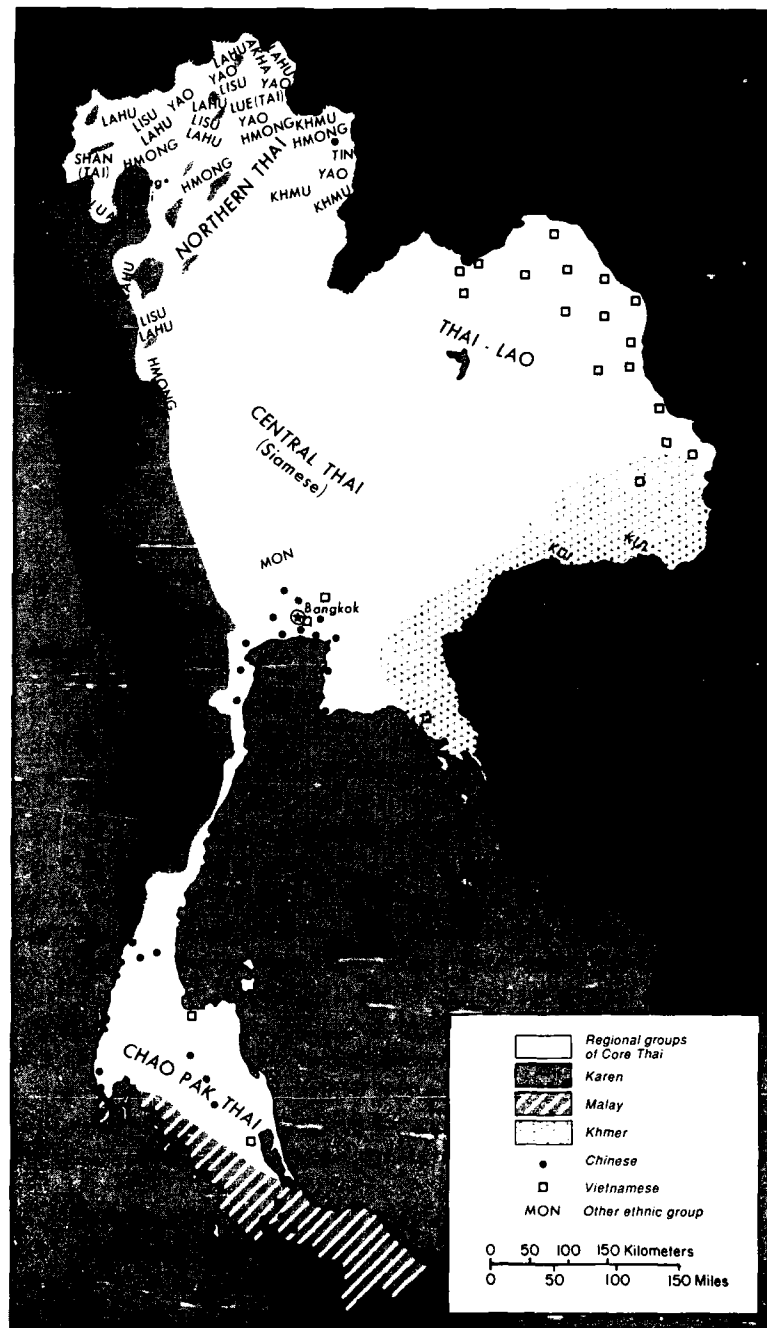 LAHU
AKHA
LAHU
YAO
YAO
LISU
LAHU
YAO
LAHU
LUE (TAI)
LISU
LISU
YAO
LAHU
LAHU
HMONG
KHMU
HMONG
SHAN
(TAI)
HMONG
HMONG
TIN
YAO
KHMU
KHMU
LUA
NORTHERN THAI
LISU
LAHU
HMONG
THAI - LAO
CENTRAL THAI
(Siamese)
MON
Bangkok
KUI
CHAO PAK THAI
Regional groups
of Core Thai
Karen
Malay
Khmer
Chinese
Vietnamese
MON Other ethnic group
0 50 100 150 Kilometers
0 50 100 150 Miles